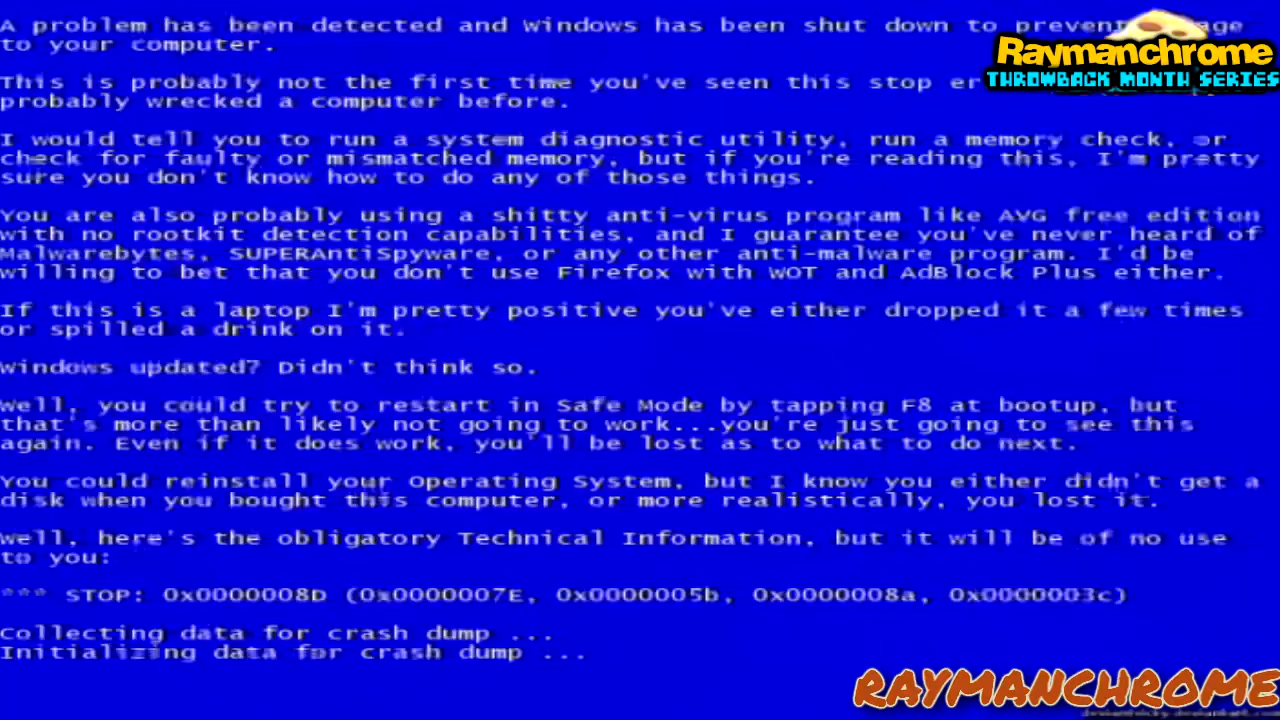 A problem has been detected and Windows has been shut down to prevent
to your computer.
Raymanchrome
THROWBACK MONTH SERIES
This is probably not the first time you've seen this stop
probably wrecked a computer before.
I would tell you to run a system diagnostic utility, run a memory check, or
check for faulty or mismatched memory, but if you're reading this, I'm pretty
sure you don't know how to do any of those things.
You are also probably using a shitty anti-virus program like AVG free edition
with no rootkit detection capabilities, and I guarantee you've never heard of
Malwarebytes, SUPERAntiSpyware, or any other anti-malware program. I'd be
willing to bet that you don't use Firefox with WOT and AdBlock Plus either.
If this is a laptop I'm pretty positive you've either dropped it a few times
or spilled a drink on it.
Windows updated? Didn't think so.
Well, you could try to restart in Safe Mode by tapping F8 at bootup, but
that's more than likely not going to work...you're just going to see this
again. Even if it does work, you'll be lost as to what to do next.
You could reinstall your Operating System, but I know you either didn't get a
disk when you bought this computer, or more realistically, you lost it.
Well, here's the obligatory Technical Information, but it will be of no use
to you:
*** STOP: 0x0000008D (0x0000007E, 0x0000005b, 0x0000008a, 0x0000003c)
Collecting data for crash dump ...
Initializing data for crash dump ...
RAYMANCHROME